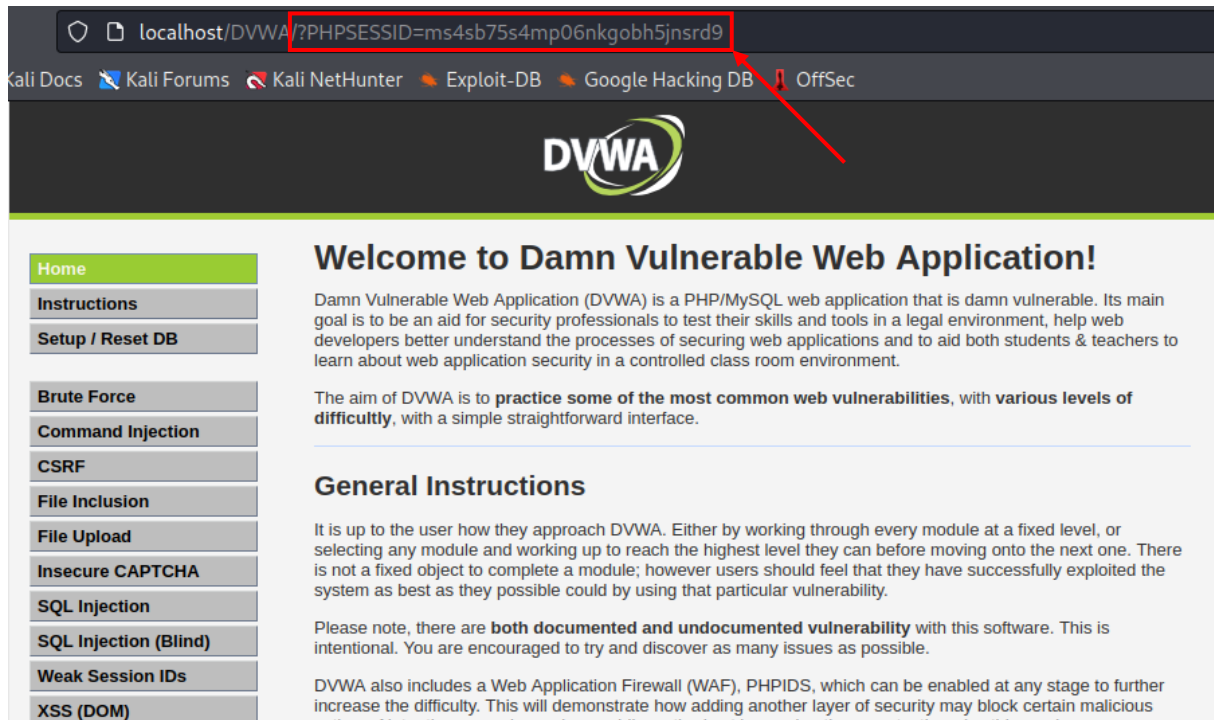 localhost/DVWA/?PHPSESSID=ms4sb75s4mp06nkgobh5jnsrd9
Kali Docs Kali Forums Kali NetHunter Exploit-DB Google Hacking DB OffSec
DVWA
Home
Instructions
Setup / Reset DB
Brute Force
Command Injection
CSRF
File Inclusion
File Upload
Insecure CAPTCHA
SQL Injection
SQL Injection (Blind)
Weak Session IDs
XSS (DOM)
Welcome to Damn Vulnerable Web Application!
Damn Vulnerable Web Application (DVWA) is a PHP/MySQL web application that is damn vulnerable. Its main
goal is to be an aid for security professionals to test their skills and tools in a legal environment, help web
developers better understand the processes of securing web applications and to aid both students & teachers to
learn about web application security in a controlled class room environment.
The aim of DVWA is to practice some of the most common web vulnerabilities, with various levels of
difficultly, with a simple straightforward interface.
General Instructions
It is up to the user how they approach DVWA. Either by working through every module at a fixed level, or
selecting any module and working up to reach the highest level they can before moving onto the next one. There
is not a fixed object to complete a module; however users should feel that they have successfully exploited the
system as best as they possible could by using that particular vulnerability.
Please note, there are both documented and undocumented vulnerability with this software. This is
intentional. You are encouraged to try and discover as many issues as possible.
DVWA also includes a Web Application Firewall (WAF), PHPIDS, which can be enabled at any stage to further
increase the difficulty. This will demonstrate how adding another layer of security may block certain malicious